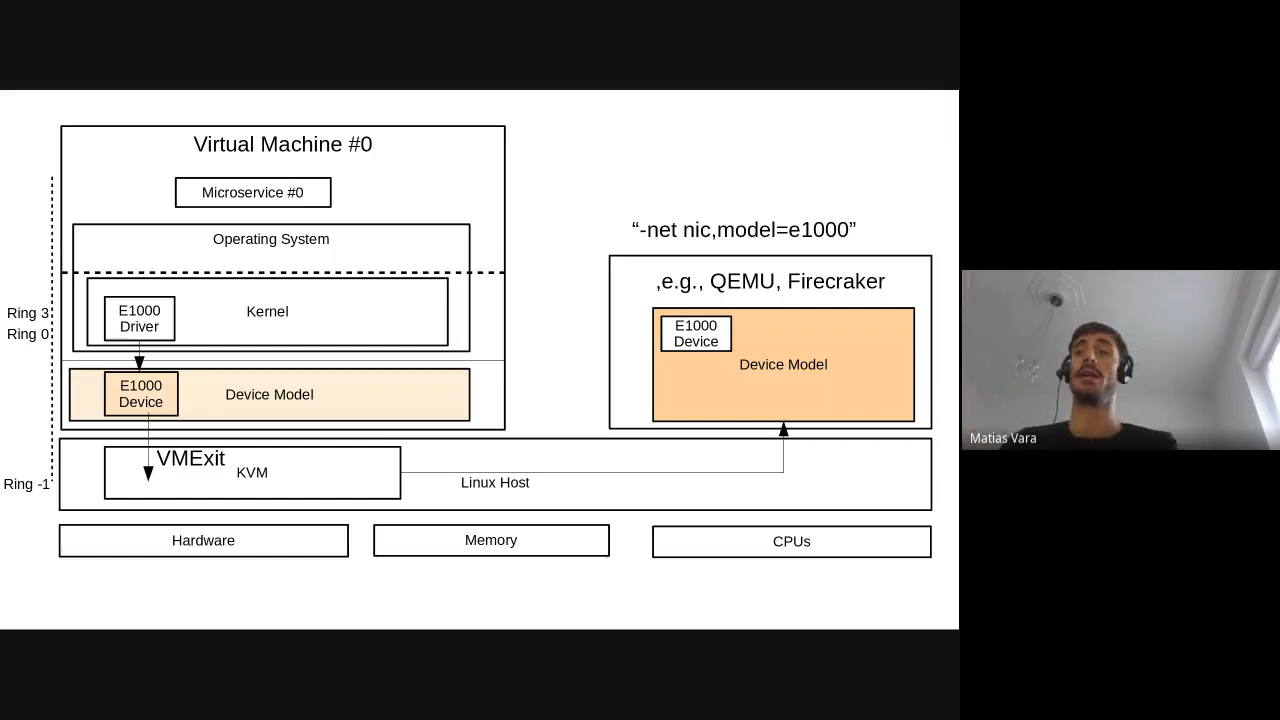 Virtual Machine #0
Microservice #0
Operating System
Kernel
E1000
Driver
Ring 3
Ring 0
E1000
Device
Device Model
VMExit
KVM
Ring -1
Linux Host
Hardware
Memory
CPUs
“-net nic,model=e1000”
,e.g., QEMU, Firecraker
E1000
Device
Device Model
Matias Vara